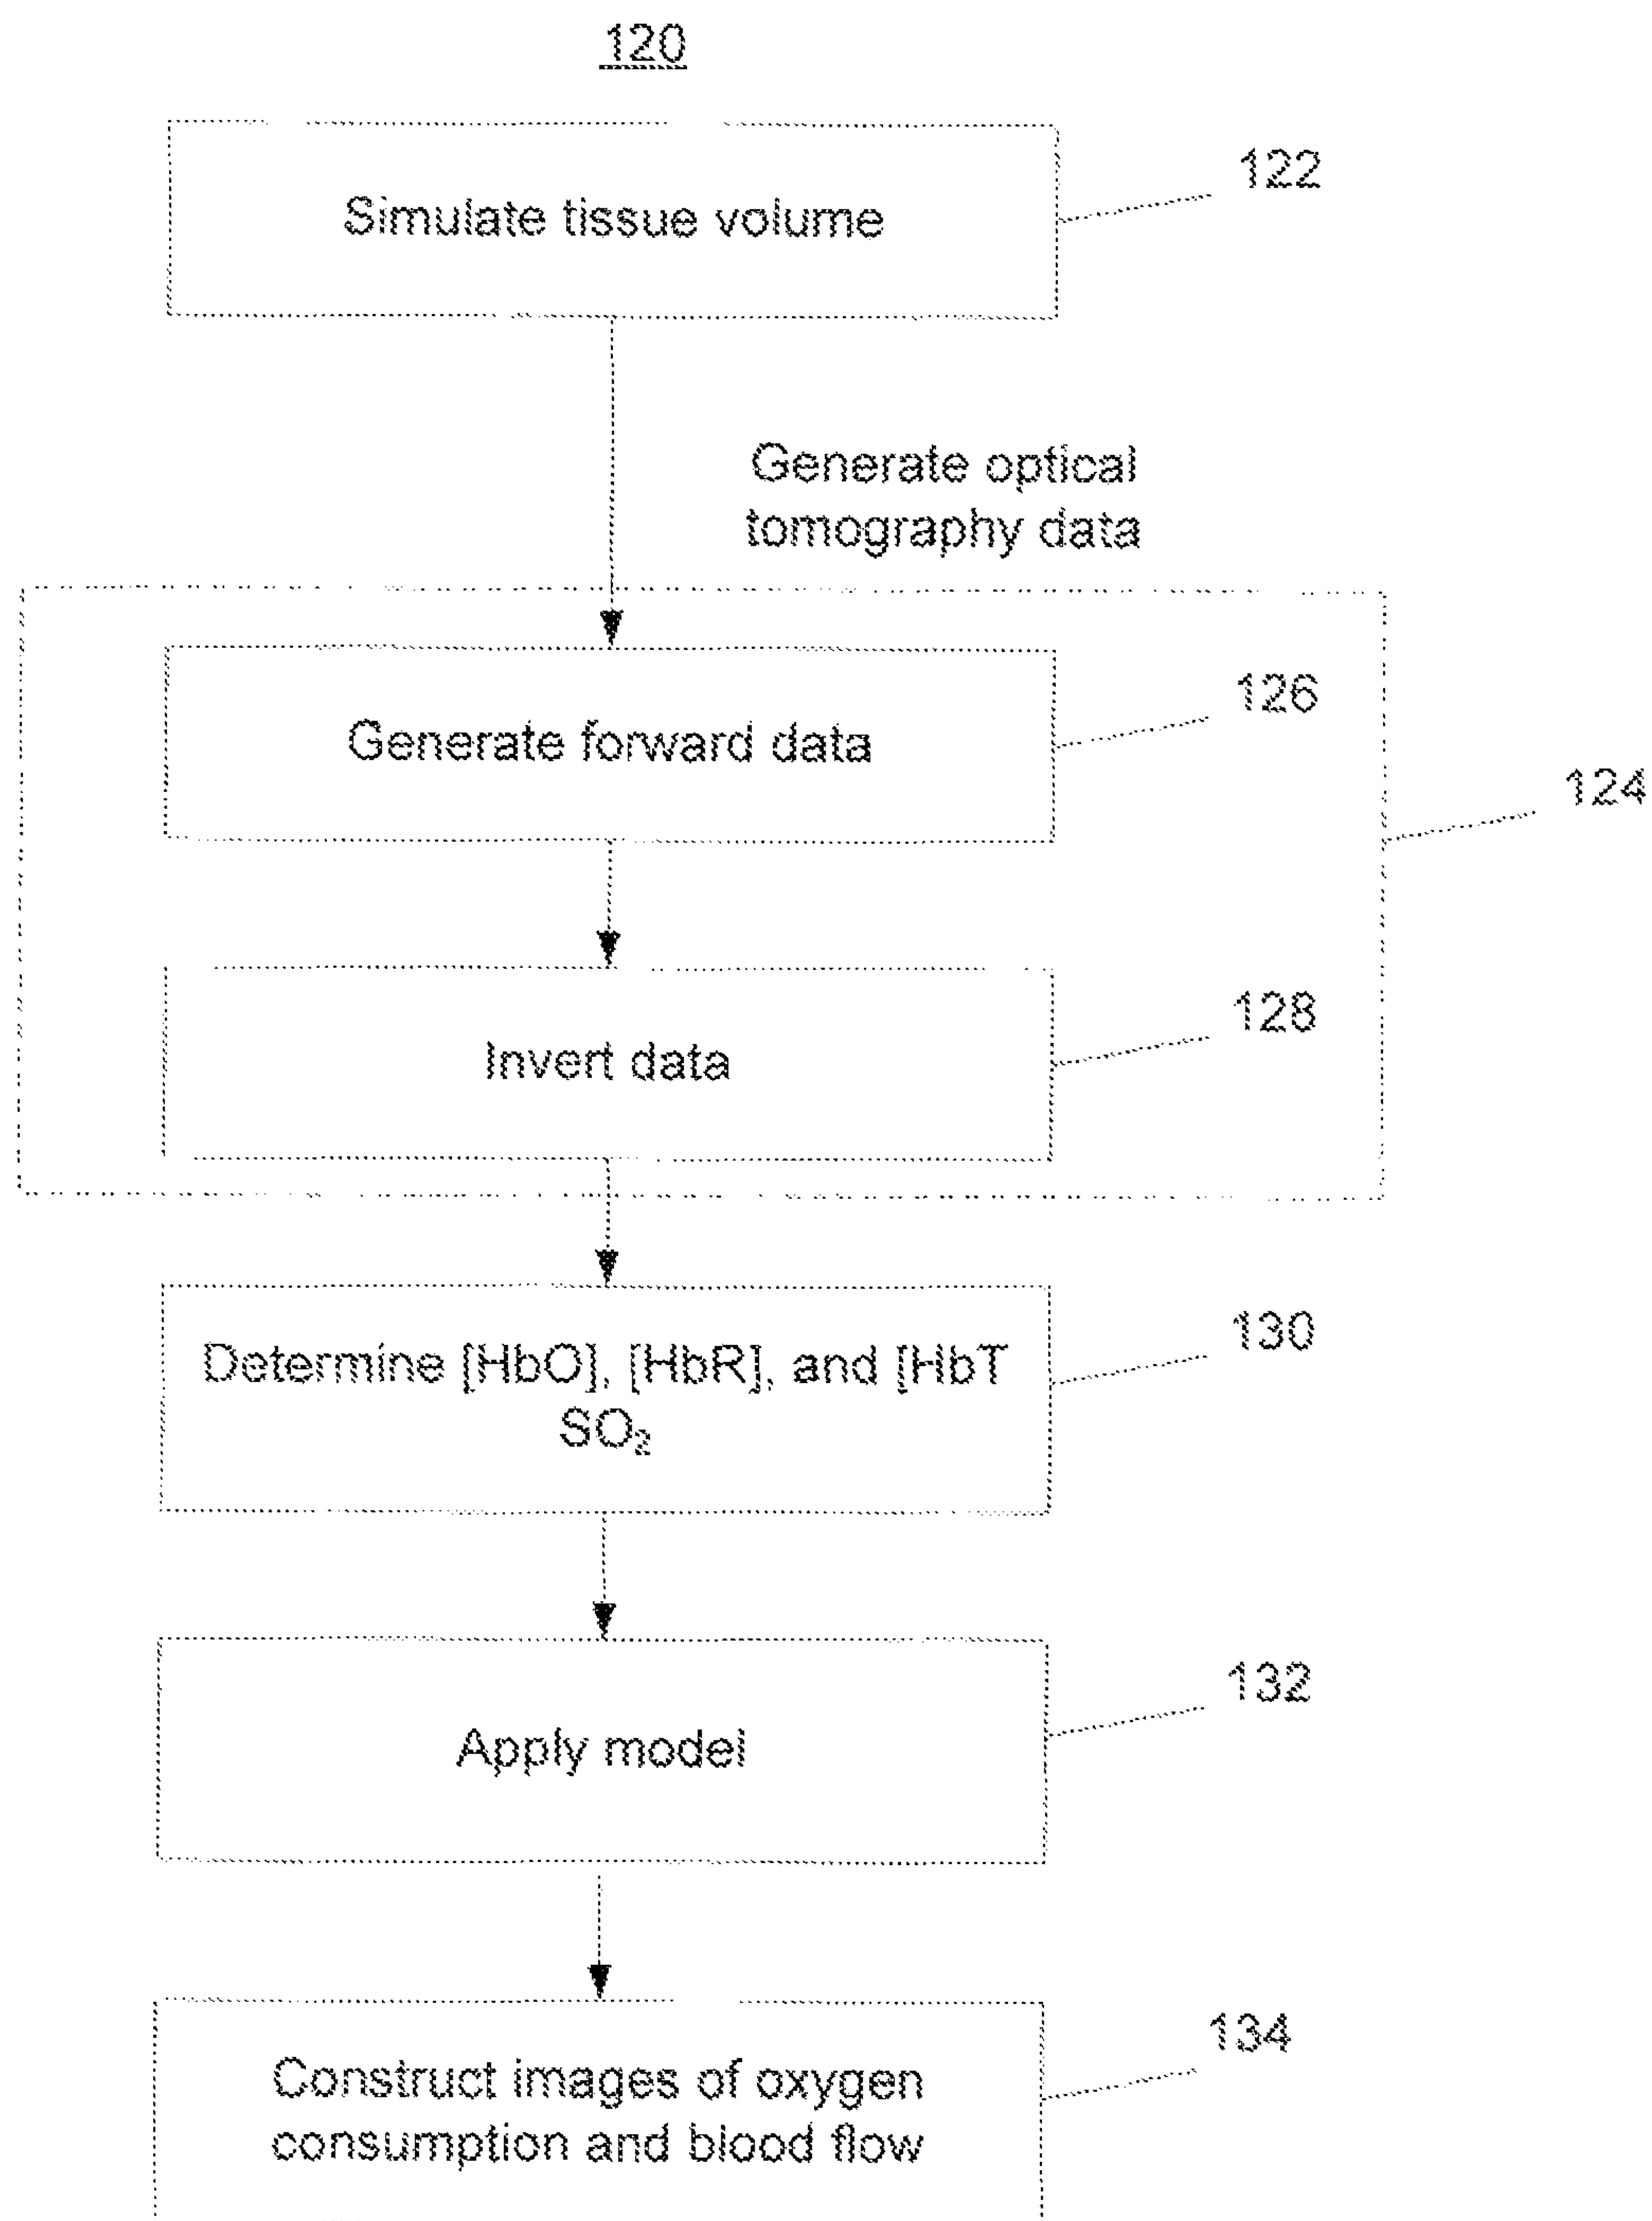 120
Simulate tissue volume
122
Generate optical
tomography data
Generate forward data
126
124
Invert data
128
Determine [HbO], [HbR], and [HbT
SO₂
130
Apply model
132
Construct images of oxygen
consumption and blood flow
134